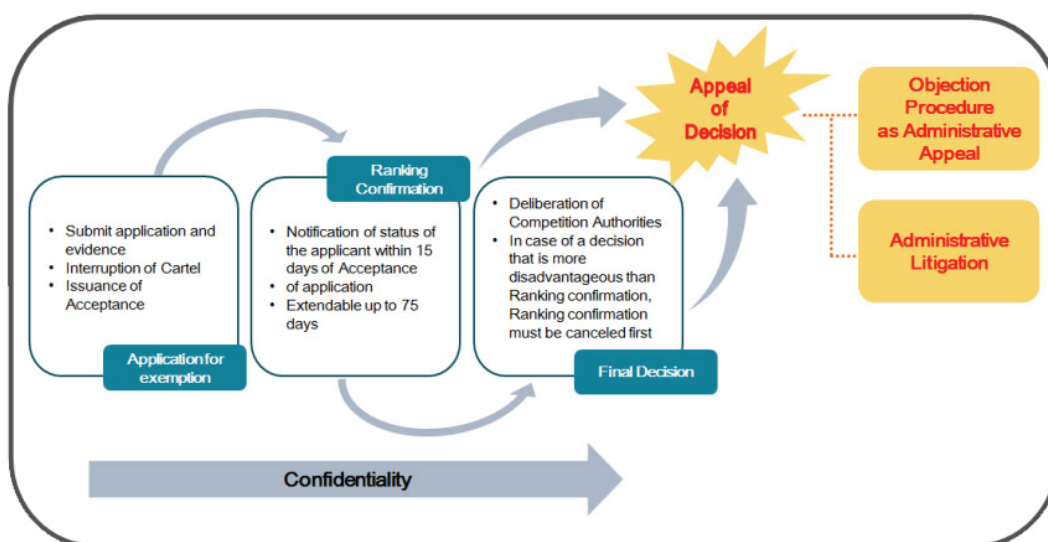 • Submit application and
evidence
• Interruption of Cartel
• Issuance of
Acceptance
Application for
exemption
Ranking
Confirmation
• Notification of status of
the applicant within 15
days of Acceptance
• of application
• Extendable up to 75
days
• Deliberation of
Competition Authorities
• In case of a decision
that is more
disadvantageous than
Ranking confirmation,
Ranking confirmation
must be canceled first
Final Decision
Appeal
of
Decision
Objection
Procedure
as Administrative
Appeal
Administrative
Litigation
Confidentiality